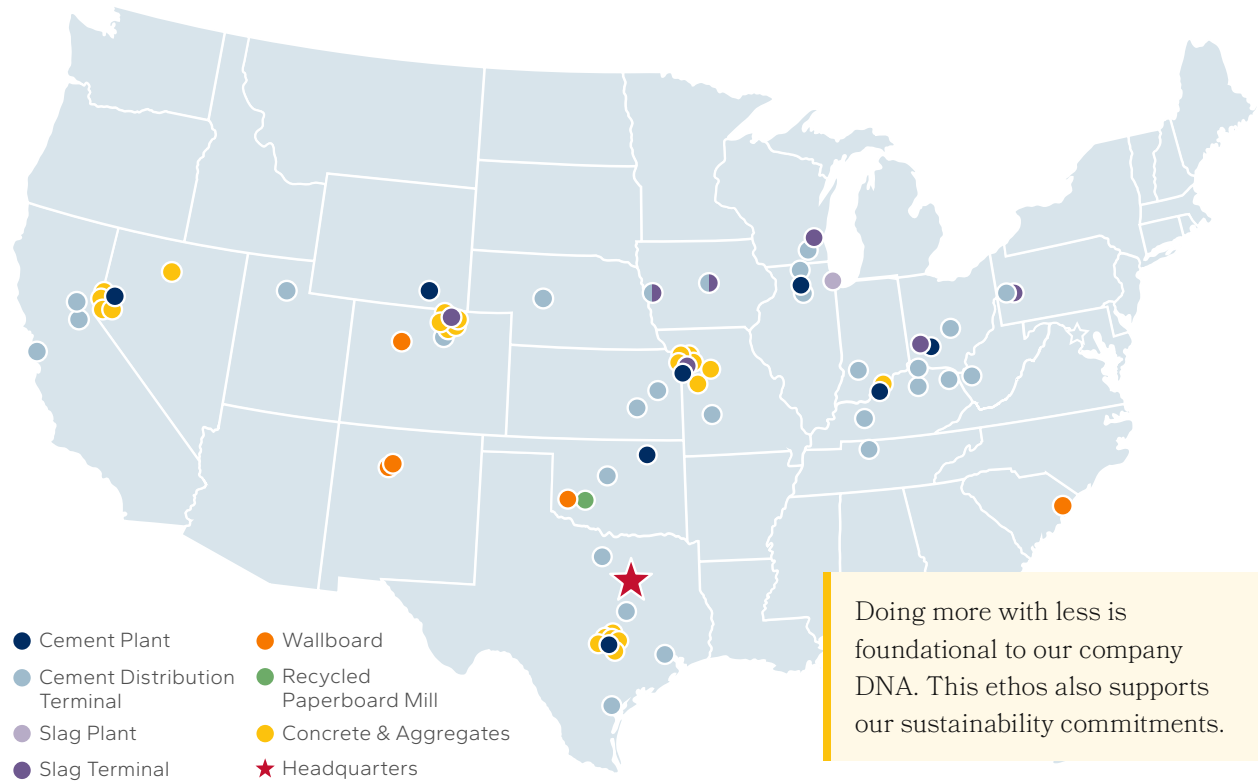 Cement Plant
Cement Distribution
Terminal
Slag Plant
Slag Terminal
Wallboard
Recycled
Paperboard Mill
Concrete & Aggregates
Headquarters
Doing more with less is
foundational to our company
DNA. This ethos also supports
our sustainability commitments.